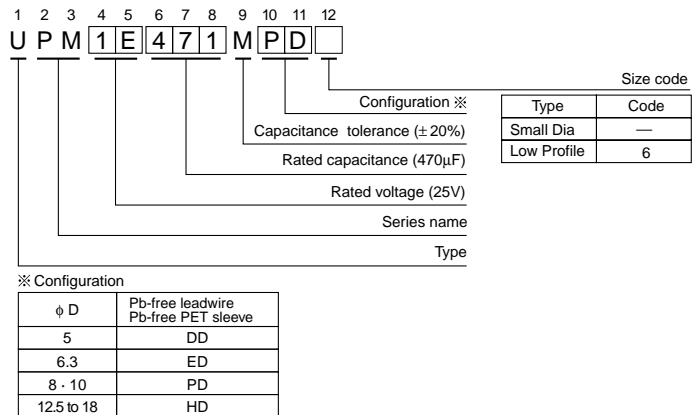 1 2 3 4 5 6 7 8 9 10 11 12
U P M 1 E 4 7 1 M P D
Size code
Configuration ※
Type Code
Capacitance tolerance (± 20%)
Small Dia —
Rated capacitance (470μF)
Low Profile 6
Rated voltage (25V)
Series name
Type
※ Configuration
ϕ D Pb-free leadwire
Pb-free PET sleeve
5 DD
6.3 ED
8 · 10 PD
12.5 to 18 HD